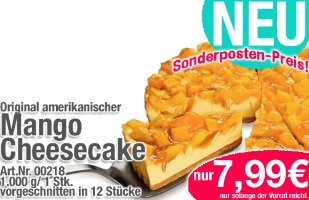 NEU
Sonderposten-Preis!
Original amerikanischer
Mango
Cheesecake
Art.Nr. 00218
1.000 g/ 1 Stk.
vorgeschnitten in 12 Stücke
nur 7,99€
nur solange der Vorrat reicht.